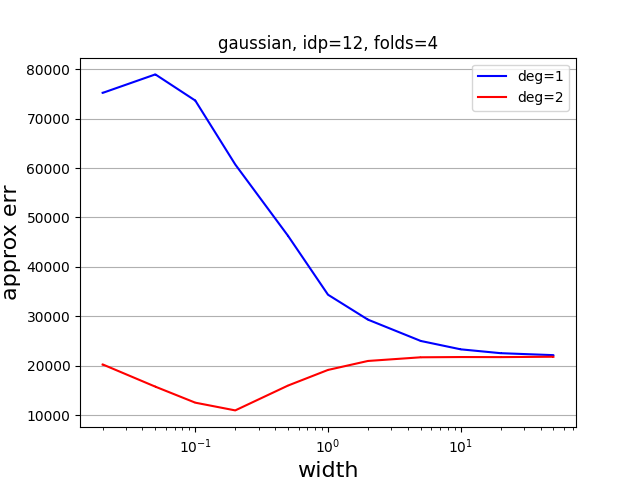 gaussian, idp=12, folds=4
deg=1
deg=2
80000
70000
60000
50000
40000
30000
20000
10000
approx err
10⁻¹
10⁰
10¹
width